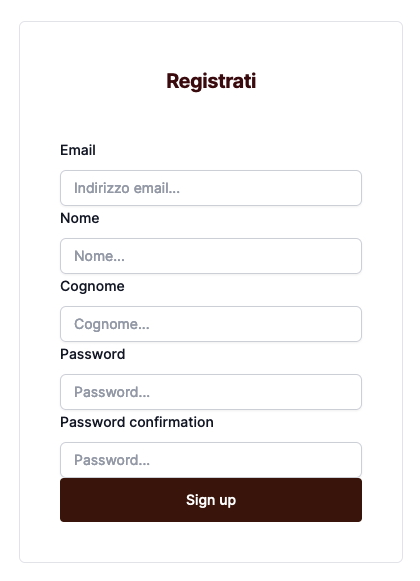 Registrati
Email
Indirizzo email...
Nome
Nome...
Cognome
Cognome...
Password
Password...
Password confirmation
Password...
Sign up